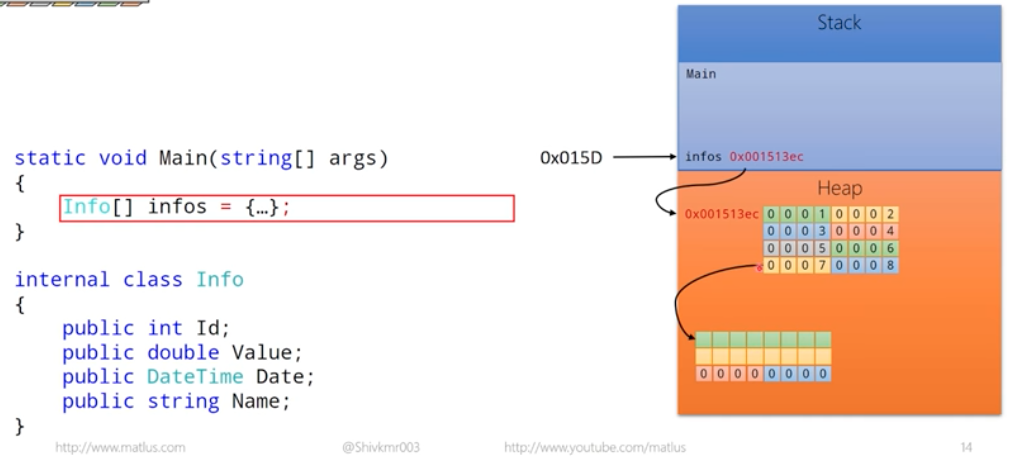 Stack
Main
static void Main(string[] args)
0x015D
infos 0x001513ec
{
Heap
Info[] infos = {…};
0x001513ec 0 0 0 1 0 0 0 2
}
0 0 0 3 0 0 0 4
0 0 0 5 0 0 0 6
0 0 0 7 0 0 0 8
internal class Info
{
public int Id;
public double Value;
public DateTime Date;
0 0 0 0 0 0 0 0
public string Name;
}
http://www.matlus.com @Shivkmr003 http://www.youtube.com/matlus 14